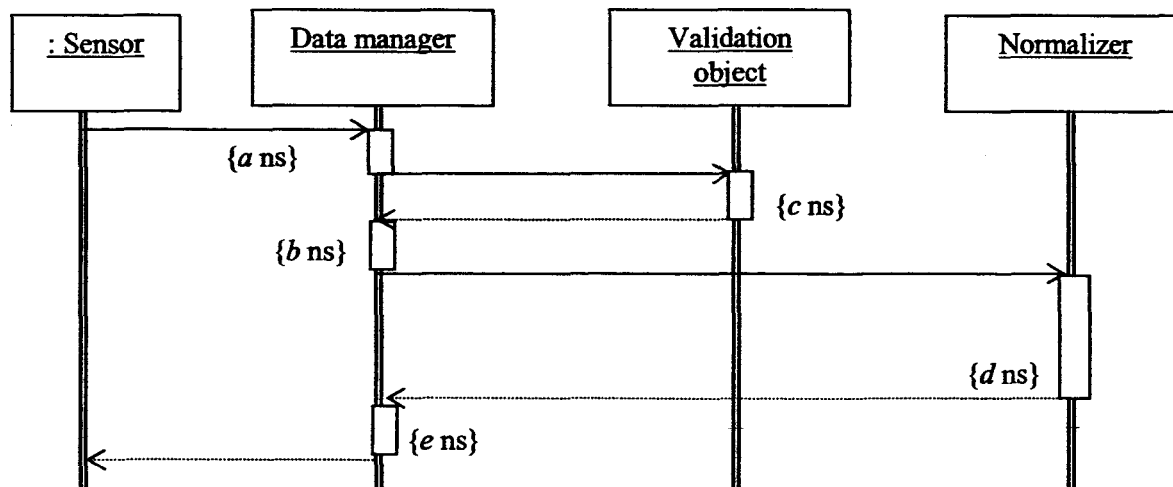 : Sensor
Data manager
Validation
object
Normalizer
{a ns}
{c ns}
{b ns}
{d ns}
{e ns}